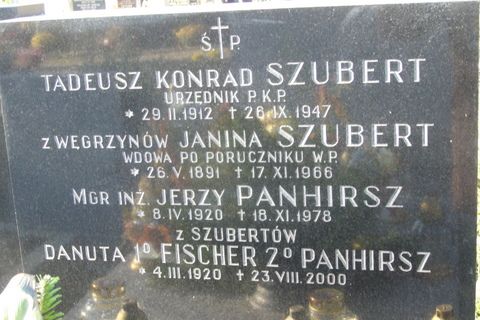 Ś † P.
TADEUSZ KONRAD SZUBERT
URZĘDNIK P.K.P.
* 29.II.1912 † 26.IX.1947
Z WĘGRZYNÓW JANINA SZUBERT
WDOWA PO PORUCZNIKU W.P.
* 26.V.1891 † 17.XI.1966
MGR INŻ. JERZY PANHIRSZ
* 8.IV.1920 † 18.XI.1978
Z SZUBERTÓW
DANUTA 1º FISCHER 2º PANHIRSZ
* 4.III.1920 † 23.VIII.2000